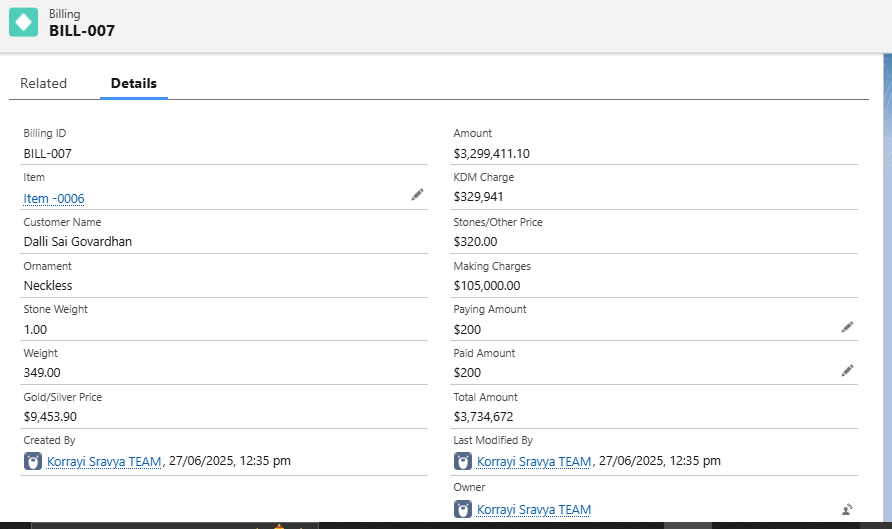 Billing
BILL-007
Related
Details
Billing ID
BILL-007
Item
Item -0006
Customer Name
Dalli Sai Govardhan
Ornament
Neckless
Stone Weight
1.00
Weight
349.00
Gold/Silver Price
$9,453.90
Created By
Korrayi Sravya TEAM, 27/06/2025, 12:35 pm
Amount
$3,299,411.10
KDM Charge
$329,941
Stones/Other Price
$320.00
Making Charges
$105,000.00
Paying Amount
$200
Paid Amount
$200
Total Amount
$3,734,672
Last Modified By
Korrayi Sravya TEAM, 27/06/2025, 12:35 pm
Owner
Korrayi Sravya TEAM